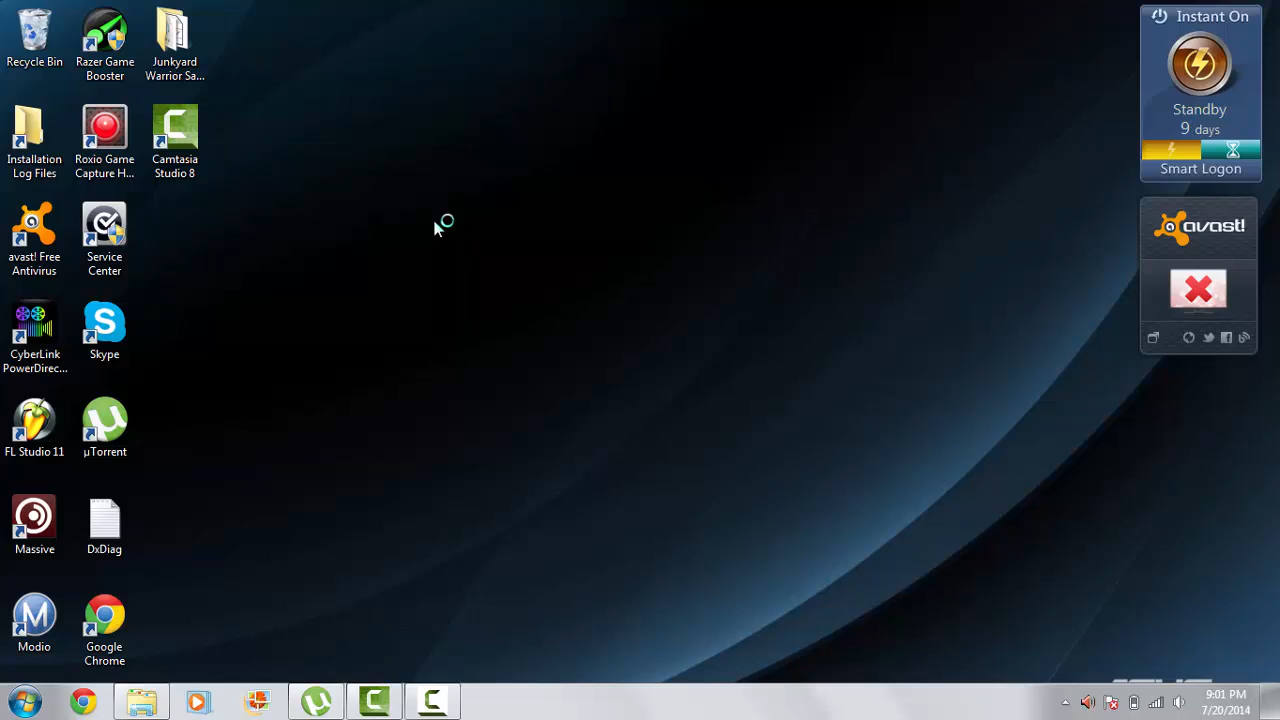 Recycle Bin
Razer Game
Booster
Junkyard
Warrior Sa...
Installation
Log Files
Roxio Game
Capture H...
Camtasia
Studio 8
avast! Free
Antivirus
Service
Center
CyberLink
PowerDirec...
Skype
FL Studio 11
µTorrent
Massive
DxDiag
Modio
Google
Chrome
Instant On
Standby
9 days
Smart Logon
avast!
9:01 PM
7/20/2014